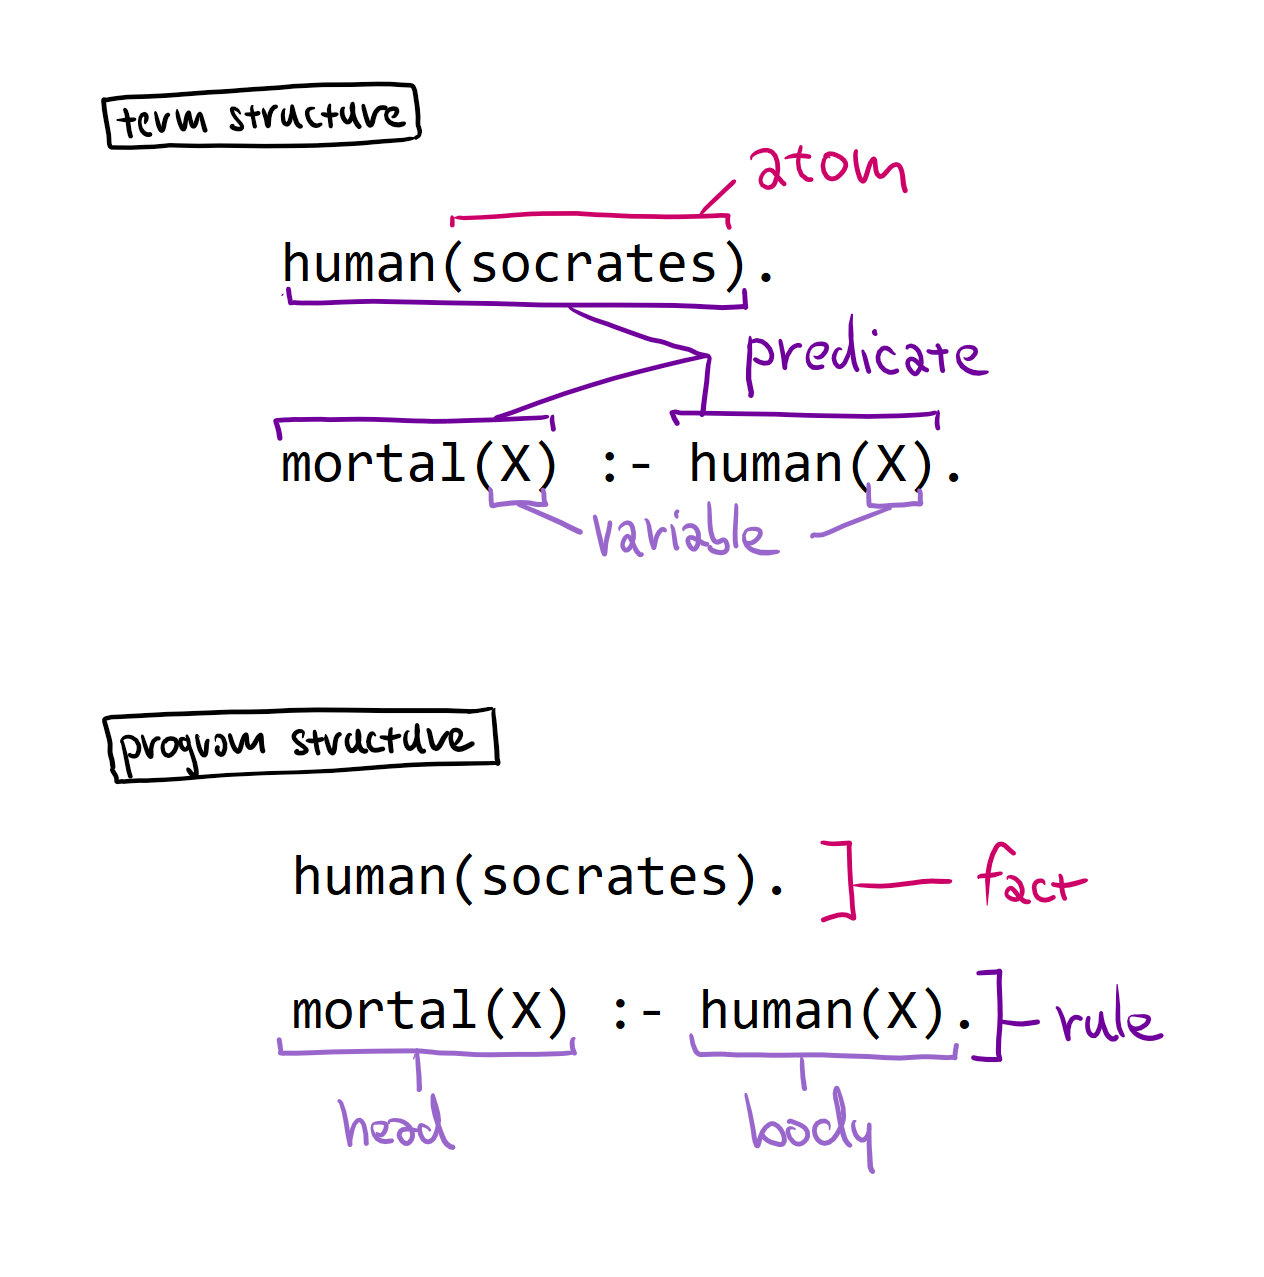 term structure
atom
human(socrates).
predicate
mortal(X) :- human(X).
variable
program structure
human(socrates).
fact
mortal(X) :- human(X).
rule
head
body